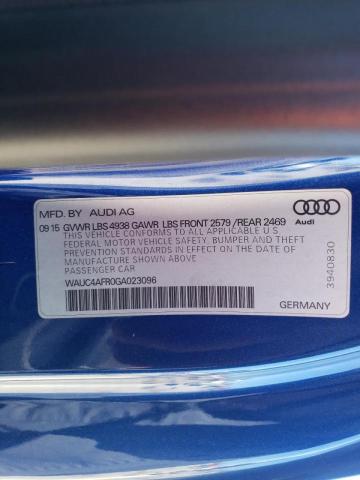 MFD.BY AUDI AG
Audi
09 15 GVWR LBS 4938 GAWR LBS FRONT 2579 /REAR 2469
THIS VEHICLE CONFORMS TO ALL APPLICABLE U.S.
FEDERAL MOTOR VEHICLE SAFETY, BUMPER AND THEFT
PREVENTION STANDARDS IN EFFECT ON THE DATE OF
MANUFACTURE SHOWN ABOVE
PASSENGER CAR
WAUC4AFR0GA023096
GERMANY
3940830